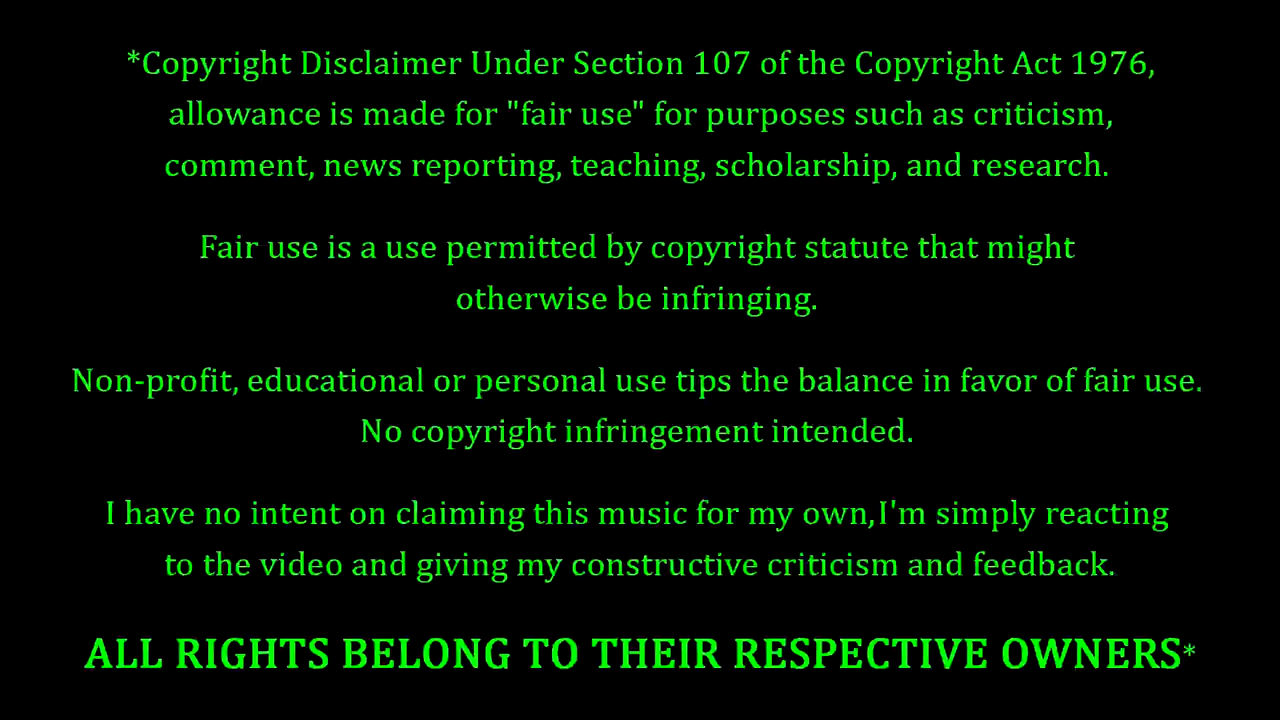 *Copyright Disclaimer Under Section 107 of the Copyright Act 1976,
allowance is made for "fair use" for purposes such as criticism,
comment, news reporting, teaching, scholarship, and research.
Fair use is a use permitted by copyright statute that might
otherwise be infringing.
Non-profit, educational or personal use tips the balance in favor of fair use.
No copyright infringement intended.
I have no intent on claiming this music for my own,I'm simply reacting
to the video and giving my constructive criticism and feedback.
ALL RIGHTS BELONG TO THEIR RESPECTIVE OWNERS*